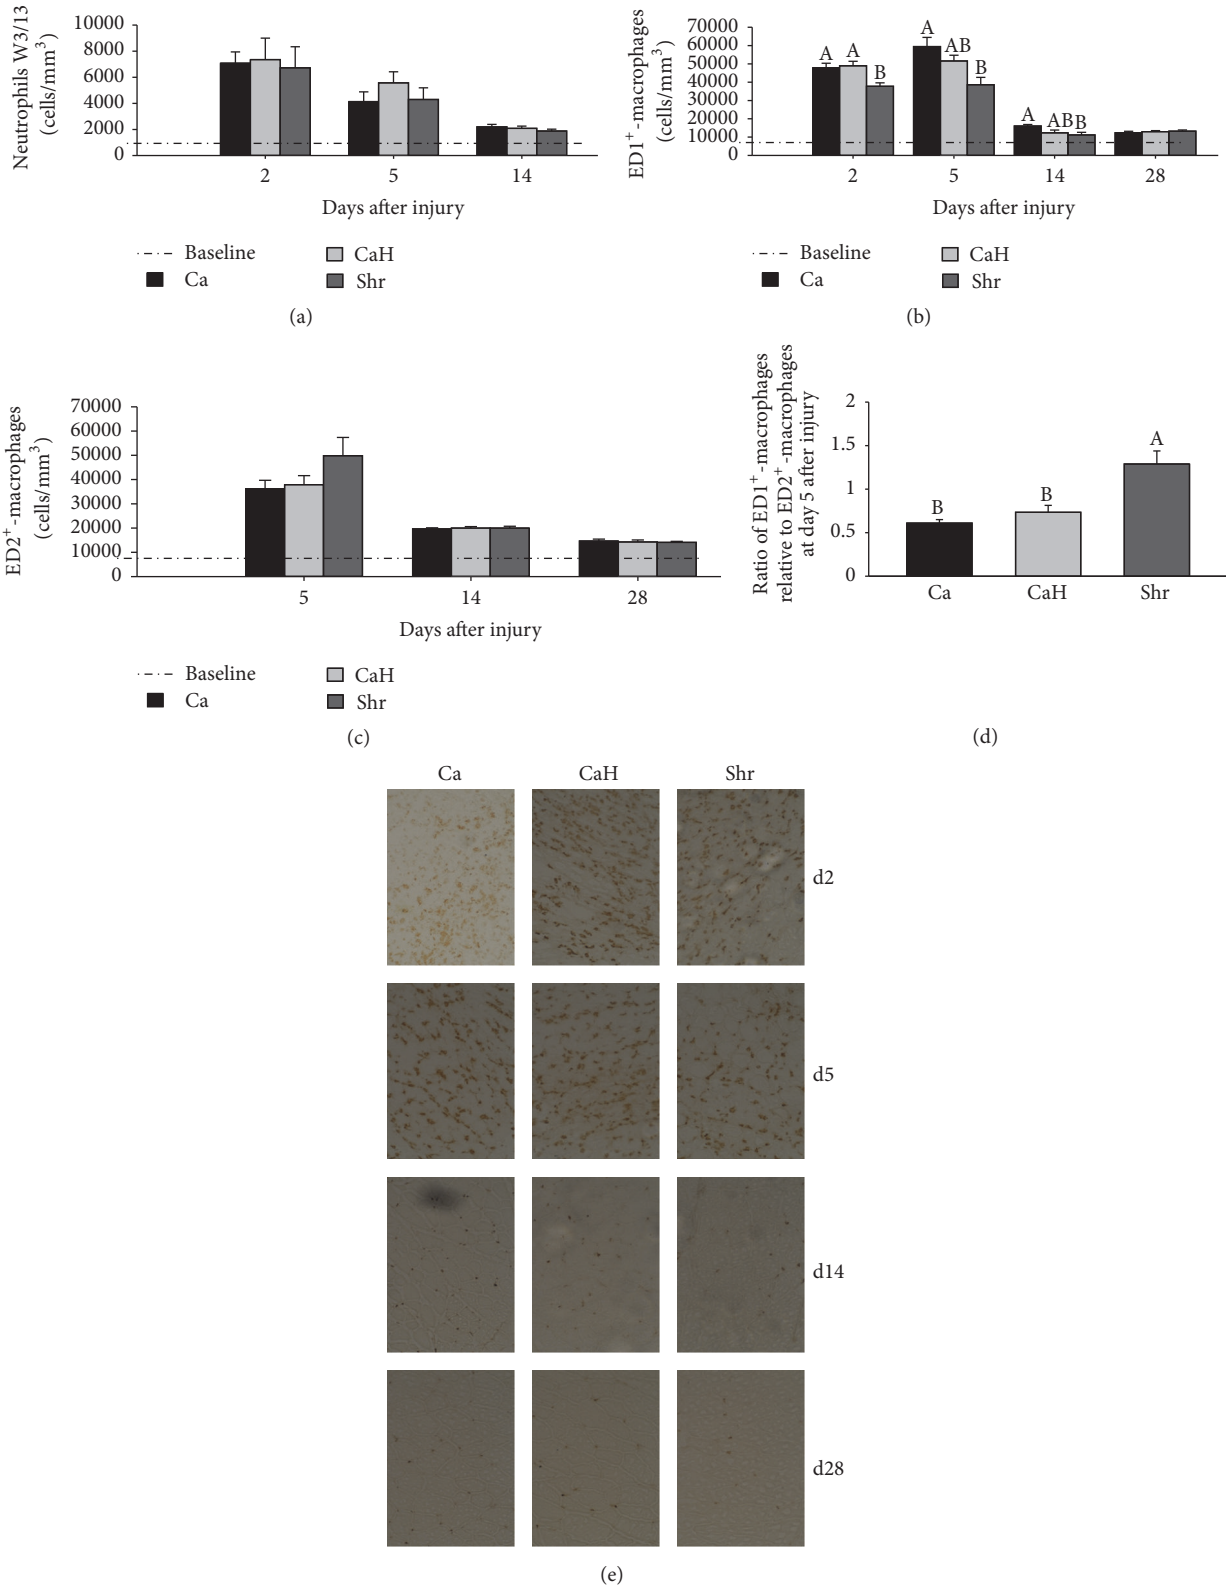 Neutrophils W3/13
(cells/mm³)
10000
8000
6000
4000
2000
0
2 5 14
Days after injury
Baseline
Ca
CaH
Shr
(a)
ED1⁺-macrophages
(cells/mm³)
70000
60000
50000
40000
30000
20000
10000
0
A A B
A AB B
A AB B
2 5 14 28
Days after injury
Baseline
Ca
CaH
Shr
(b)
ED2⁺-macrophages
(cells/mm³)
70000
60000
50000
40000
30000
20000
10000
0
5 14 28
Days after injury
Baseline
Ca
CaH
Shr
(c)
Ratio of ED1⁺-macrophages
relative to ED2⁺-macrophages
at day 5 after injury
2
1.5
1
0.5
0
B B A
Ca CaH Shr
(d)
Ca CaH Shr
d2
d5
d14
d28
(e)